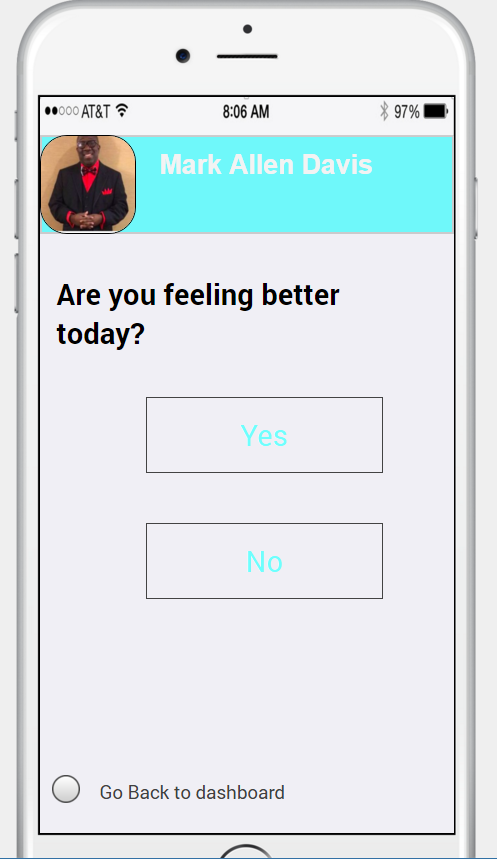 AT&T 8:06 AM 97%
Mark Allen Davis
Are you feeling better
today?
Yes
No
Go Back to dashboard